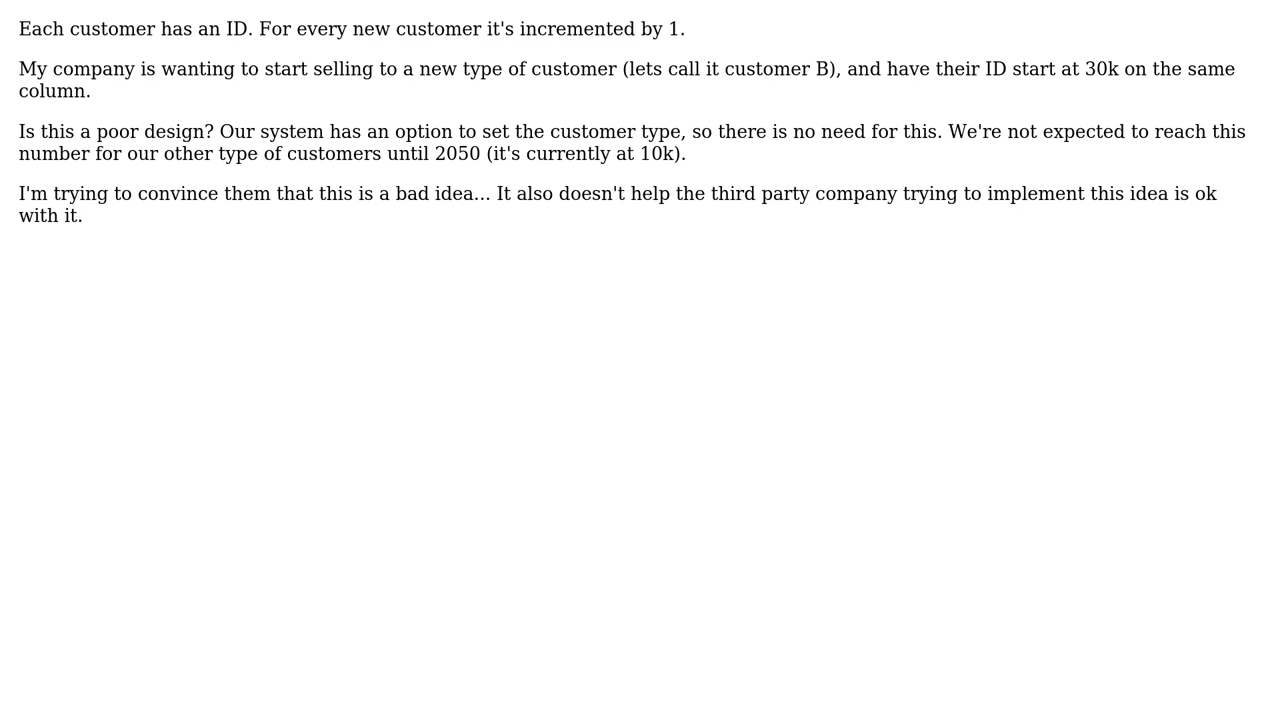 Each customer has an ID. For every new customer it's incremented by 1.
My company is wanting to start selling to a new type of customer (lets call it customer B), and have their ID start at 30k on the same
column.
Is this a poor design? Our system has an option to set the customer type, so there is no need for this. We're not expected to reach this
number for our other type of customers until 2050 (it's currently at 10k).
I'm trying to convince them that this is a bad idea... It also doesn't help the third party company trying to implement this idea is ok
with it.